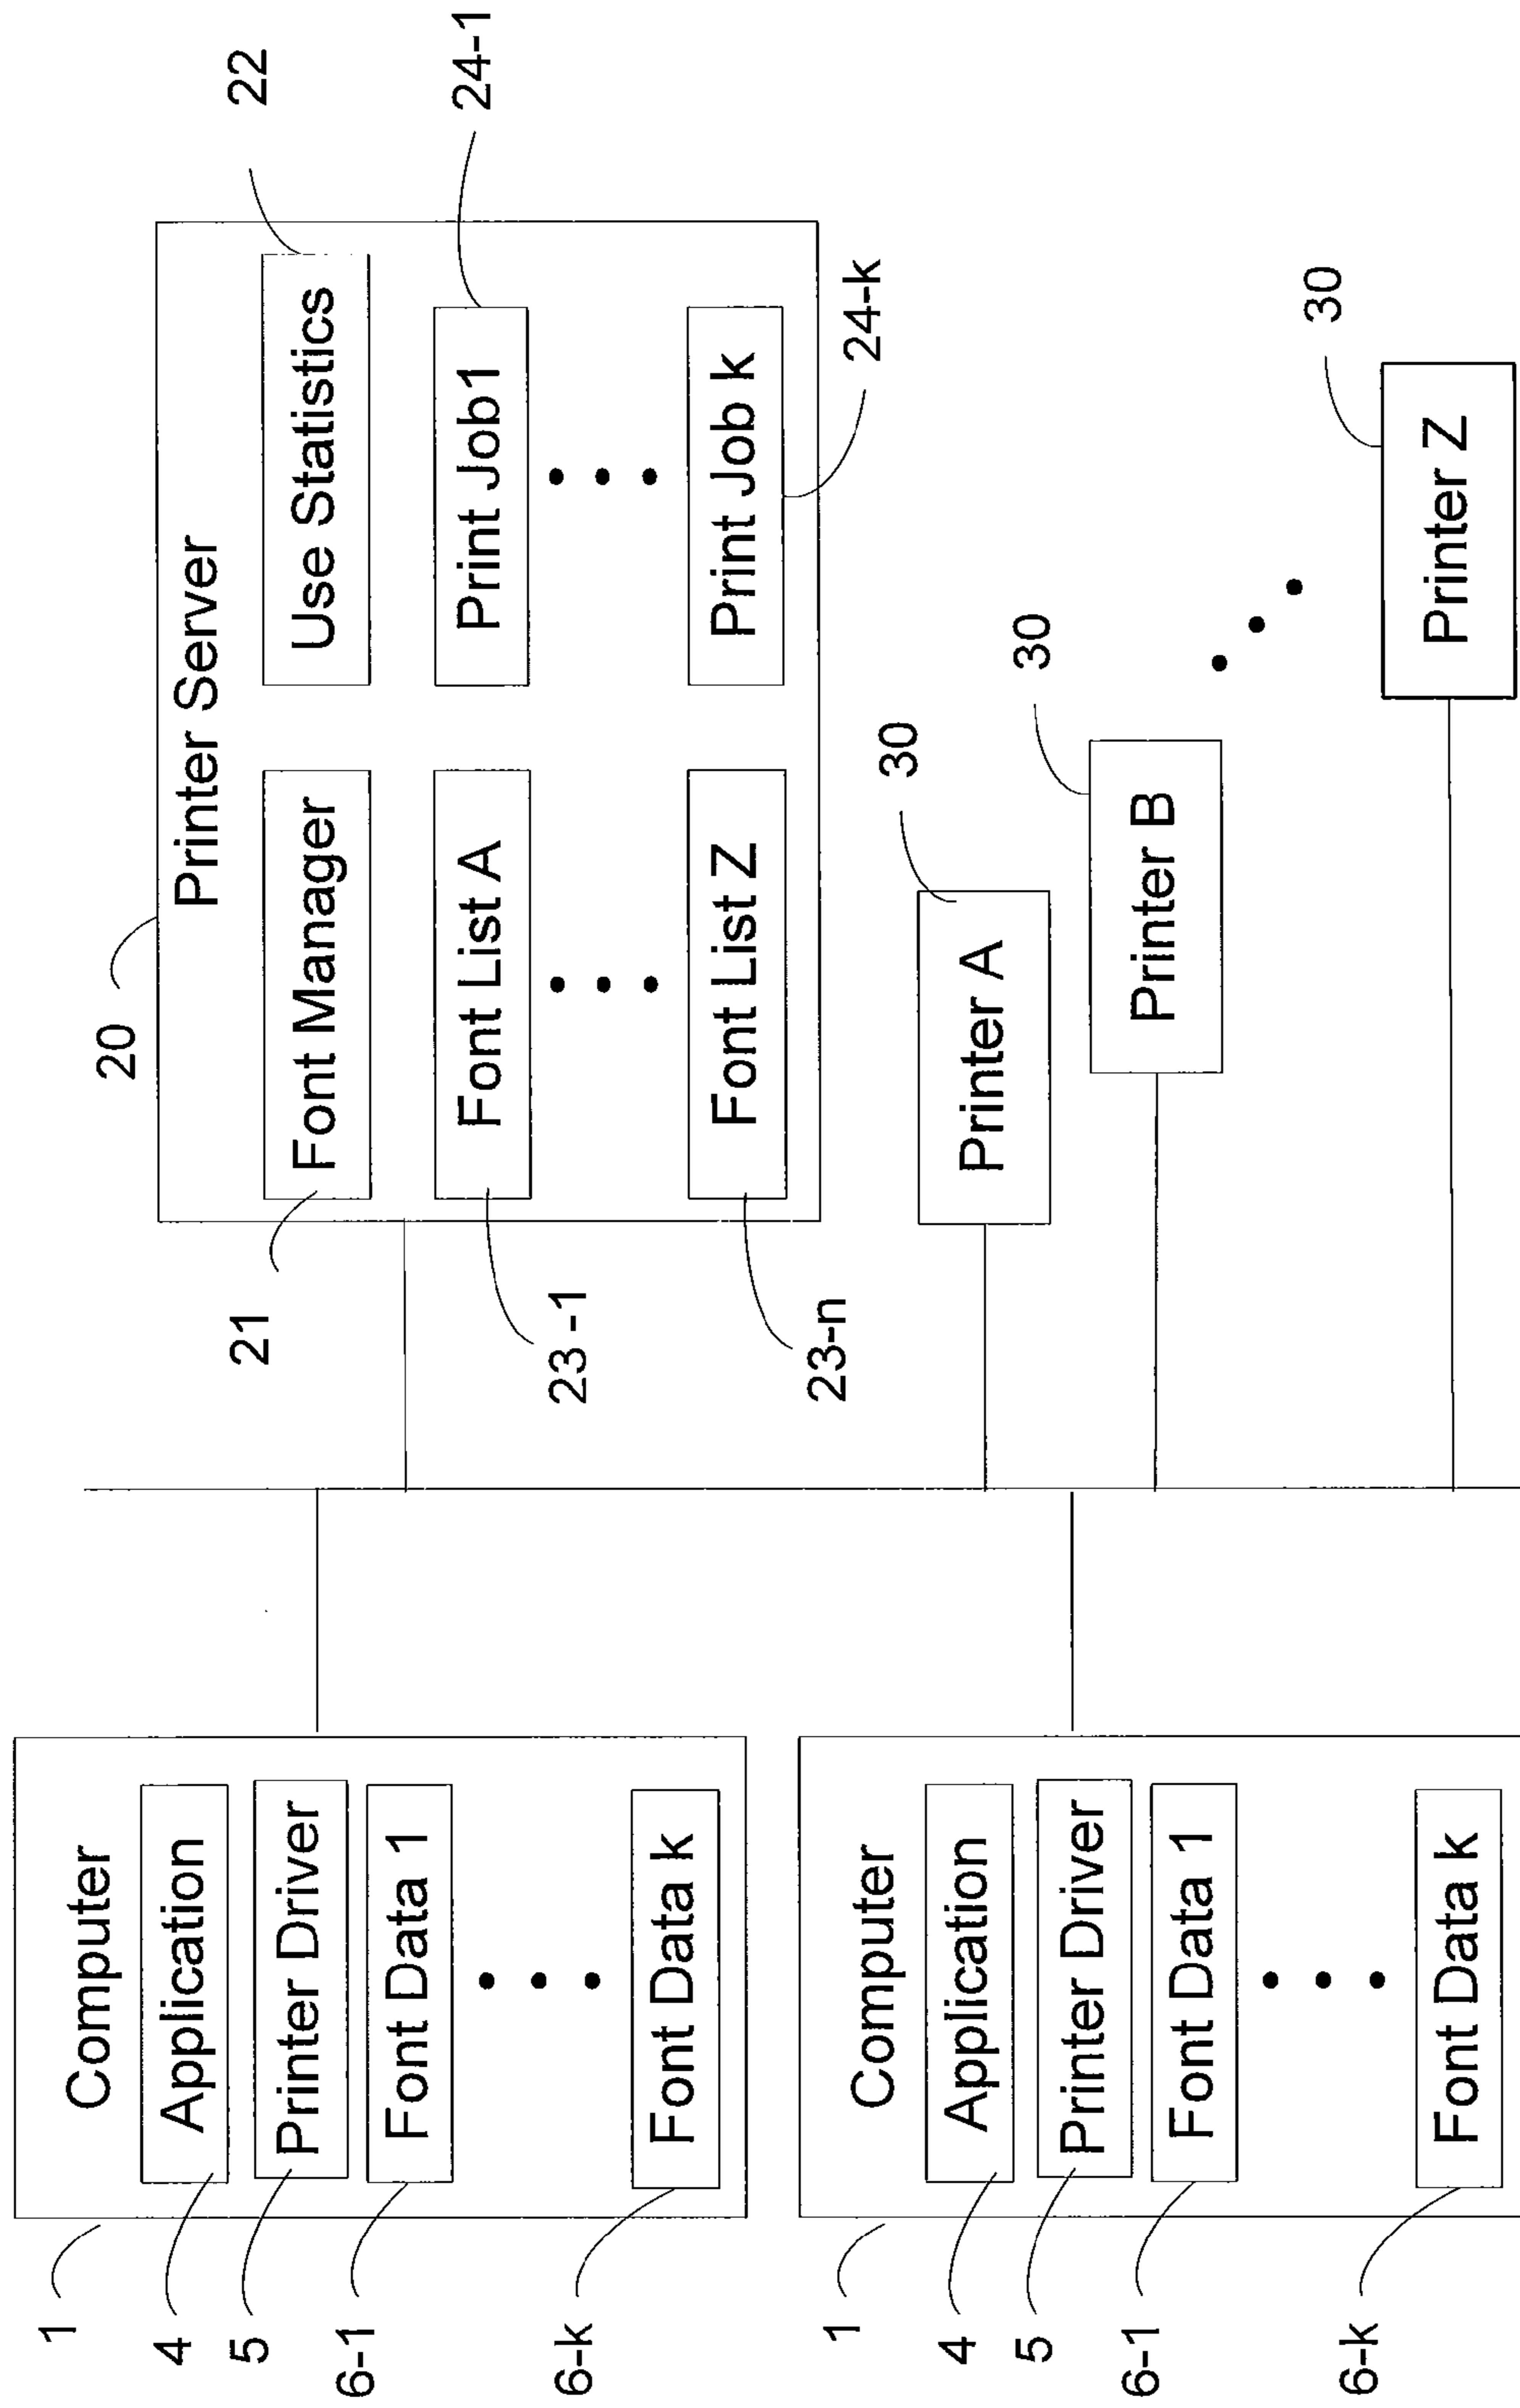 1
Computer
4
Application
5
Printer Driver
6-1
Font Data 1
6-k
Font Data k
1
Computer
4
Application
5
Printer Driver
6-1
Font Data 1
6-k
Font Data k
20
Printer Server
21
Font Manager
22
Use Statistics
23 -1
Font List A
24-1
Print Job1
23-n
Font List Z
24-k
Print Job k
30
Printer A
30
Printer B
30
Printer Z